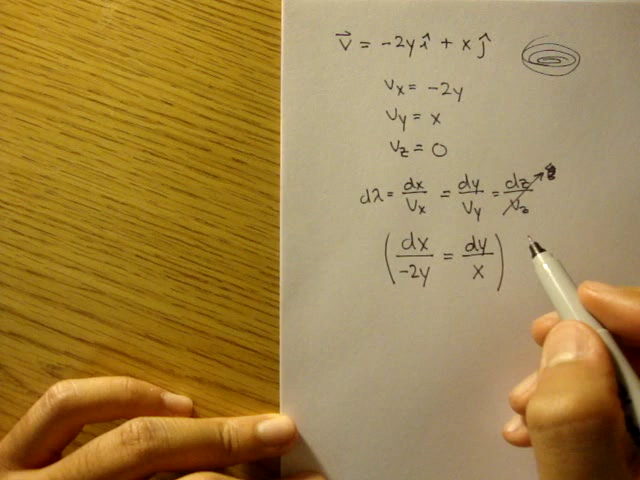 v⃗ = -2y î + x ĵ
vx = -2y
vy = x
vz = 0
dλ = dx/vx = dy/vy = dz/vz
(dx/-2y = dy/x)